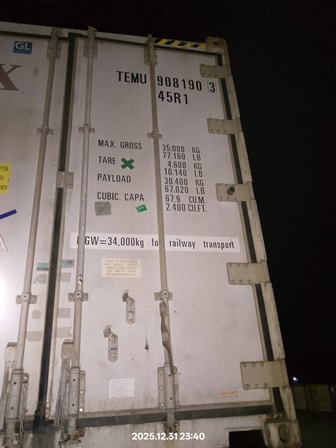 GL
TEMU 908190 3
45R1
MAX. GROSS 35.000 KG
77.160 LB
TARE 4.600 KG
10.140 LB
PAYLOAD 30.400 KG
67.020 LB
CUBIC. CAPA 67.9 CU.M.
2.400 CU.FT.
GW=34,000kg for railway transport
2025.12.31 23:40